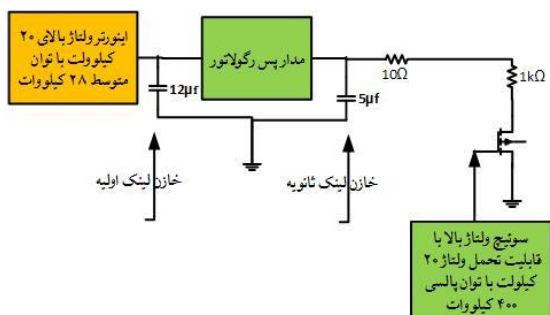 اینورتر ولتاژ بالای ۲۰
کیلوولت با توان
متوسط ۲۸ کیلووات
مدار پس رگولاتور
10Ω
1kΩ
12µf
5µf
خازن لینک اولیه
خازن لینک ثانویه
سوئیچ ولتاژ بالا با
قابلیت تحمل ولتاژ ۲۰
کیلولت با توان پالسی
۴۰۰ کیلووات